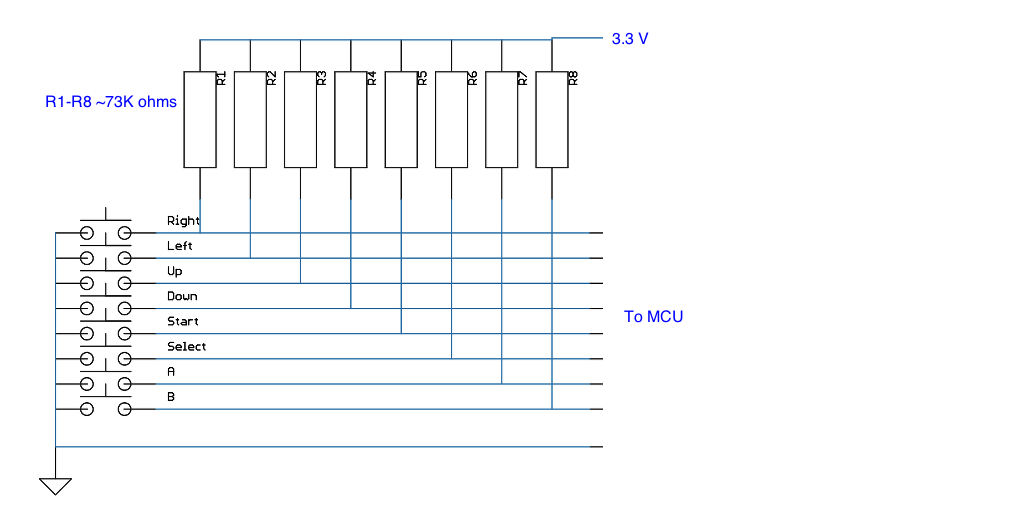 3.3 V
R1
R2
R3
R4
R5
R6
R7
R8
R1-R8 ~73K ohms
Right
Left
Up
Down
To MCU
Start
Select
A
B